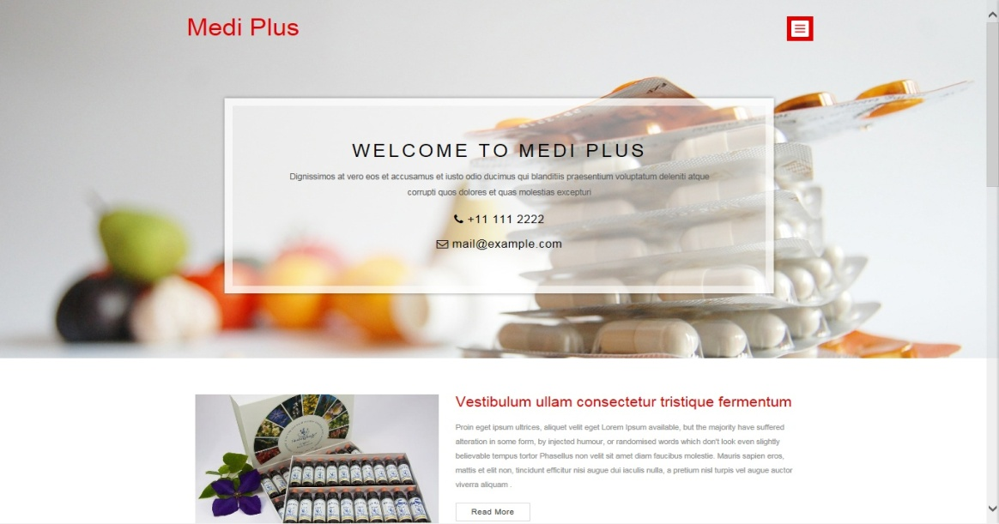 Medi Plus
WELCOME TO MEDI PLUS
Dignissimos at vero eos et accusamus et iusto odio ducimus qui blanditiis praesentium voluptatum deleniti atque
corrupti quos dolores et quas molestias excepturi
+11 111 2222
mail@example.com
Vestibulum ullam consectetur tristique fermentum
Proin eget ipsum ultrices, aliquet velit eget Lorem Ipsum available, but the majority have suffered
alteration in some form, by injected humour, or randomised words which don't look even slightly
believable tempus tortor Phasellus non velit sit amet diam faucibus molestie. Mauris sapien eros,
mattis et elit non, tincidunt efficitur nisi augue dui iaculis nulla, a pretium nisl turpis vel augue auctor
viverra aliquam .
Read More